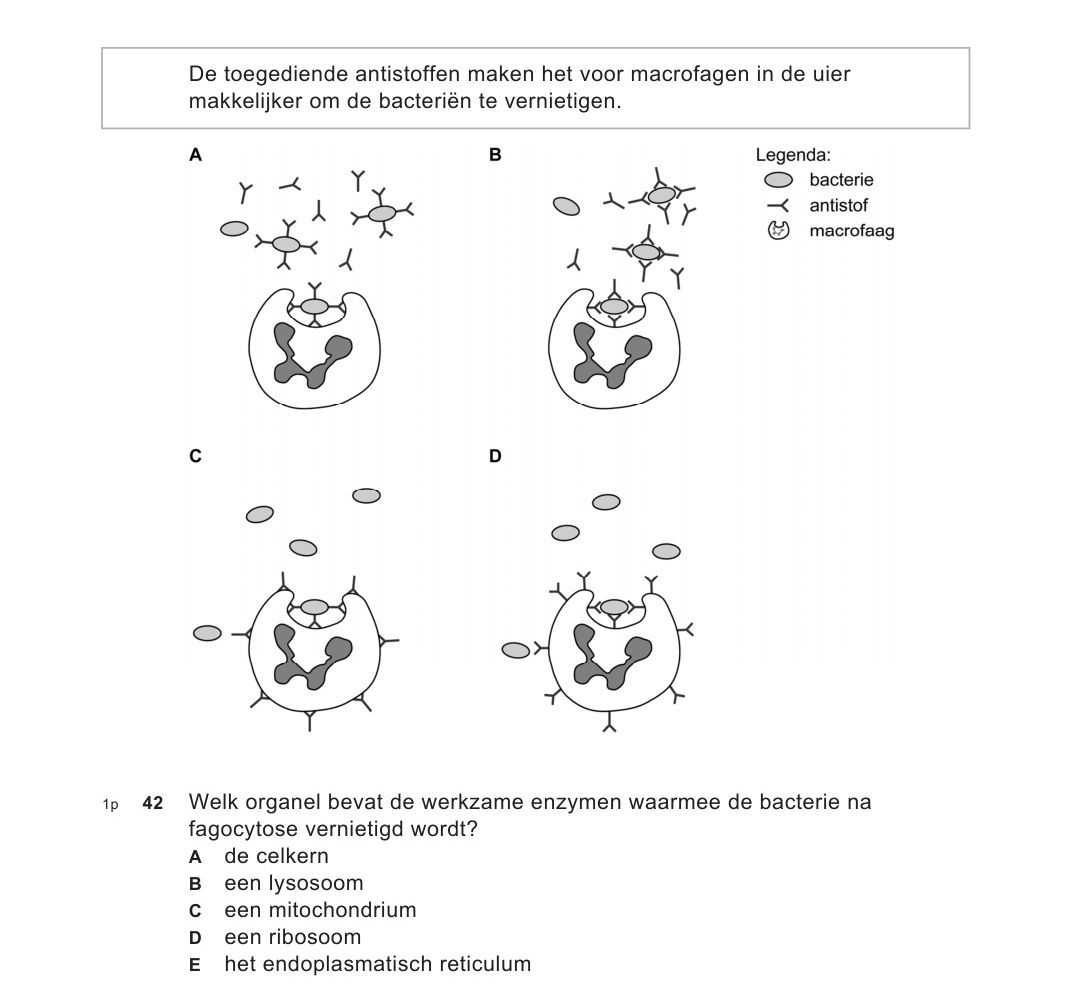 De toegediende antistoffen maken het voor macrofagen in de uier
makkelijker om de bacteriën te vernietigen.
A
B
Legenda:
bacterie
antistof
macrofaag
C
D
1p 42 Welk organel bevat de werkzame enzymen waarmee de bacterie na
fagocytose vernietigd wordt?
A de celkern
B een lysosoom
C een mitochondrium
D een ribosoom
E het endoplasmatisch reticulum